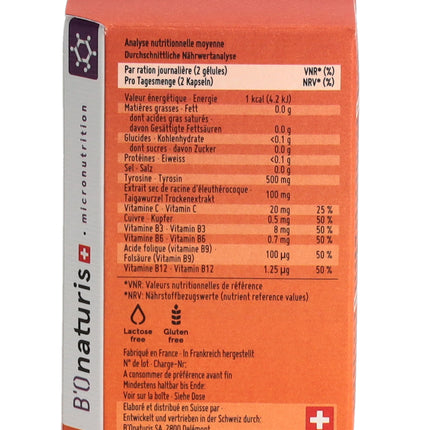 Analyse nutritionnelle moyenne
Durchschnittliche Nährwertanalyse
Par ration journalière (2 gélules) VNR* (%)
Pro Tagesmenge (2 Kapseln) NRV* (%)
Valeur énergétique · Energie 1 kcal (4.2 kJ)
Matières grasses · Fett 0.0 g
dont acides gras saturés ·
davon Gesättigte Fettsäuren 0.0 g
Glucides · Kohlenhydrate <0.1 g
dont sucres · davon Zucker 0.0 g
Protéines · Eiweiss <0.1 g
Sel · Salz 0.0 g
Tyrosine · Tyrosin 500 mg
Extrait sec de racine d'éleuthérocoque ·
Taigawurzel Trockenextrakt 100 mg
Vitamine C · Vitamin C 20 mg 25 %
Cuivre · Kupfer 0.5 mg 50 %
Vitamine B3 · Vitamin B3 8 mg 50 %
Vitamine B6 · Vitamin B6 0.7 mg 50 %
Acide folique (vitamine B9) ·
Folsäure (Vitamin B9) 100 µg 50 %
Vitamine B12 · Vitamin B12 1.25 µg 50 %
*VNR: Valeurs nutritionnelles de référence
*NRV: Nährstoffbezugswerte (nutrient reference values)
Lactose
free
Gluten
free
Fabriqué en France · In Frankreich hergestellt
N° de lot · Charge-Nr:
A consommer de préférence avant fin
Mindestens haltbar bis Ende:
Voir sur la boîte · Siehe Dose
Elaboré et distribué en Suisse par ·
Entwickelt und vertrieben in der Schweiz durch:
BOnaturis SA, 2800 Delémont
BOnaturis · micronutrition